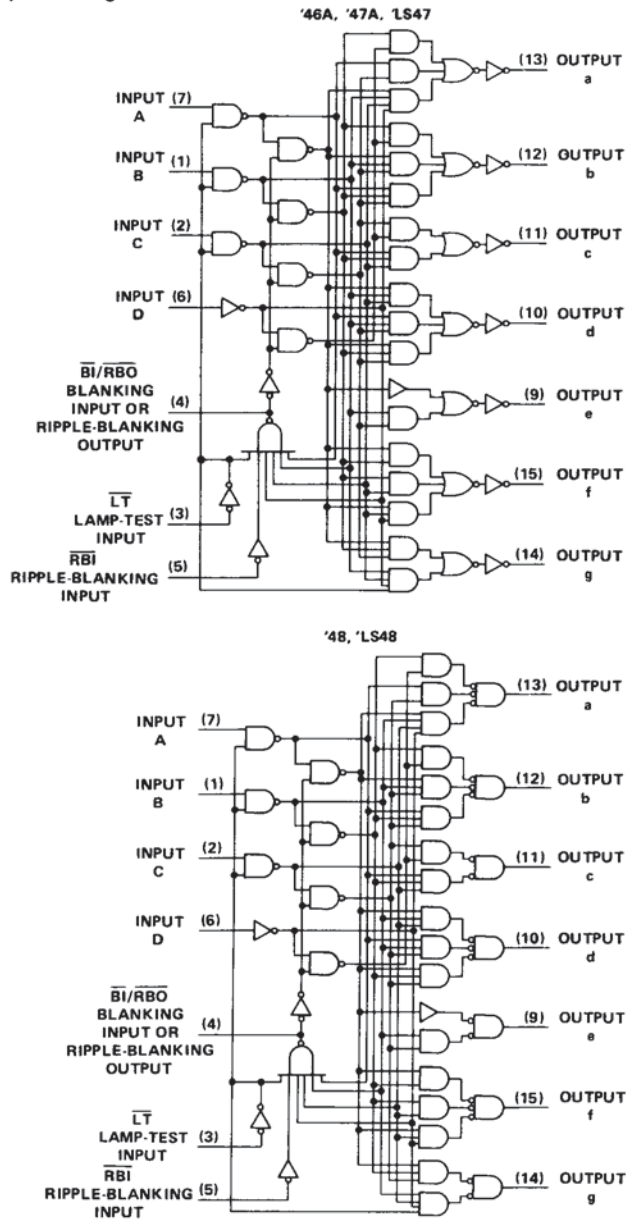 '46A, '47A, 'LS47
(13) OUTPUT
a
INPUT (7)
A
INPUT (1)
B
(12) OUTPUT
b
INPUT (2)
C
(11) OUTPUT
c
INPUT (6)
D
(10) OUTPUT
d
BI/RBO
BLANKING
INPUT OR (4)
RIPPLE-BLANKING
OUTPUT
(9) OUTPUT
e
LT
LAMP-TEST (3)
INPUT
(15) OUTPUT
f
RBI
RIPPLE-BLANKING (5)
INPUT
(14) OUTPUT
g
'48, 'LS48
(13) OUTPUT
a
INPUT (7)
A
INPUT (1)
B
(12) OUTPUT
b
INPUT (2)
C
(11) OUTPUT
c
INPUT (6)
D
(10) OUTPUT
d
BI/RBO
BLANKING
INPUT OR (4)
RIPPLE-BLANKING
OUTPUT
(9) OUTPUT
e
LT
LAMP-TEST (3)
INPUT
(15) OUTPUT
f
RBI
RIPPLE-BLANKING (5)
INPUT
(14) OUTPUT
g